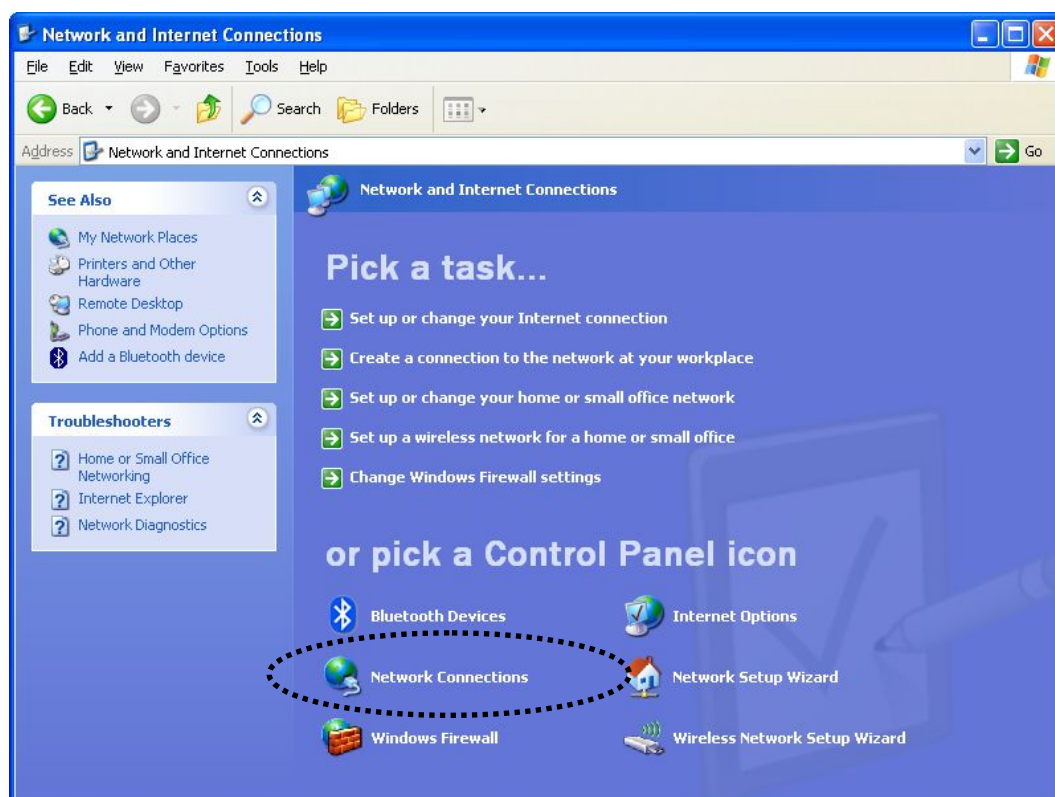 Network and Internet Connections
File Edit View Favorites Tools Help
Back Search Folders
Address Network and Internet Connections Go
See Also
My Network Places
Printers and Other
Hardware
Remote Desktop
Phone and Modem Options
Add a Bluetooth device
Troubleshooters
Home or Small Office
Networking
Internet Explorer
Network Diagnostics
Network and Internet Connections
Pick a task...
Set up or change your Internet connection
Create a connection to the network at your workplace
Set up or change your home or small office network
Set up a wireless network for a home or small office
Change Windows Firewall settings
or pick a Control Panel icon
Bluetooth Devices Internet Options
Network Connections Network Setup Wizard
Windows Firewall Wireless Network Setup Wizard